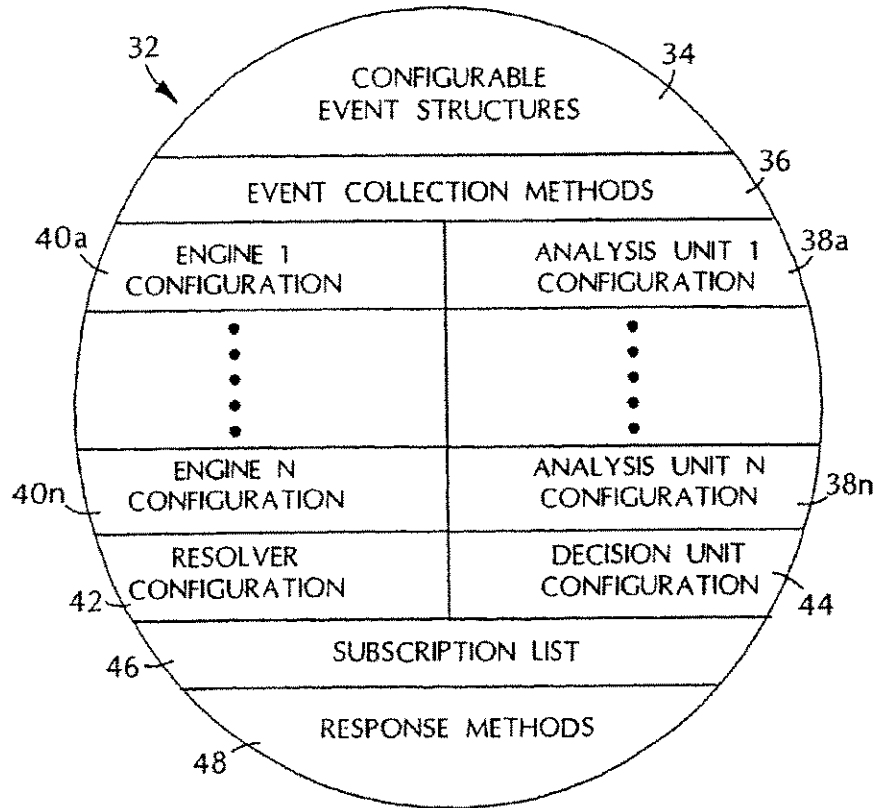 32
34
CONFIGURABLE
EVENT STRUCTURES
36
EVENT COLLECTION METHODS
40a
ENGINE 1
CONFIGURATION
ANALYSIS UNIT 1
CONFIGURATION
38a
40n
ENGINE N
CONFIGURATION
ANALYSIS UNIT N
CONFIGURATION
38n
42
RESOLVER
CONFIGURATION
DECISION UNIT
CONFIGURATION
44
46
SUBSCRIPTION LIST
48
RESPONSE METHODS